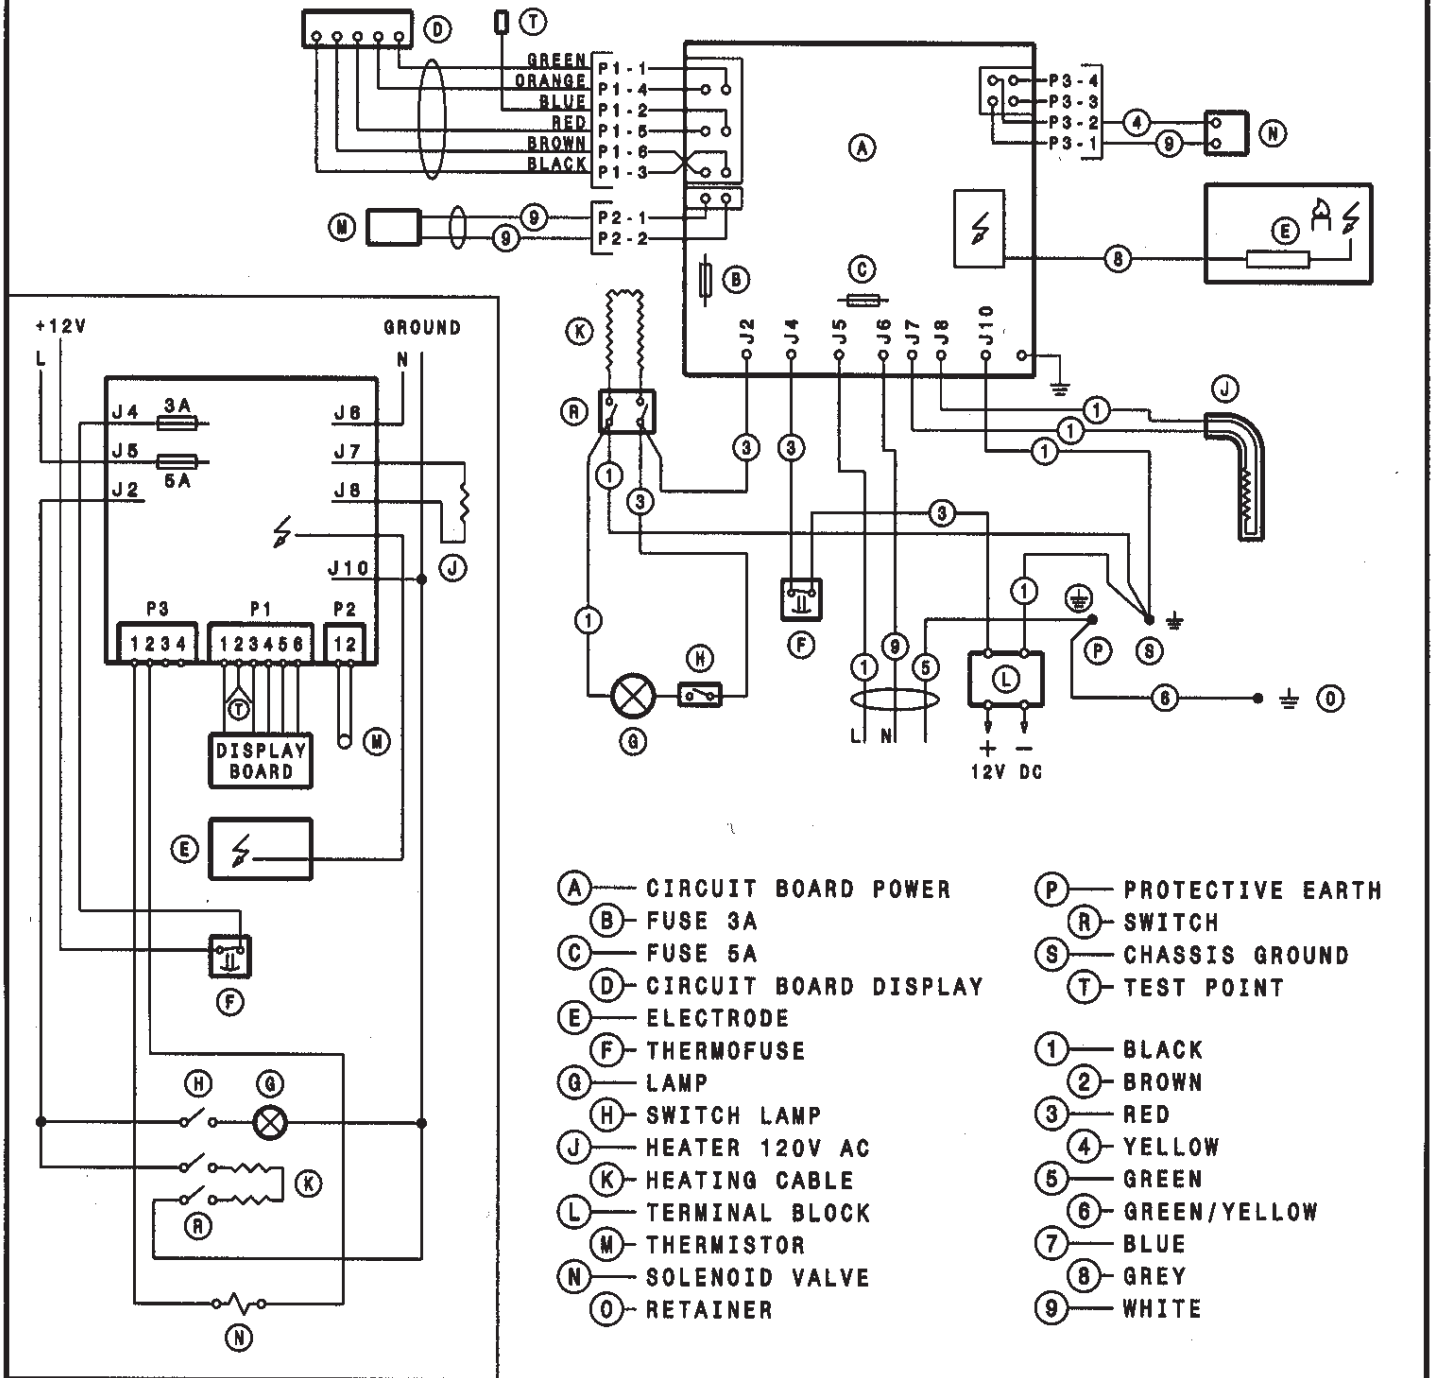 D
T
GREEN P1-1
ORANGE P1-4
BLUE P1-2
RED P1-5
BROWN P1-6
BLACK P1-3
M 9 P2-1
9 P2-2
A
P3-4
P3-3
P3-2 4
P3-1 9
N
E
8
B
C
K
R
J2 J4 J5 J6 J7 J8 J10
J
1
1
1
3
3
1
3
3
1
1
9
1
5
F
H
G
L N
L
+ −
12V DC
P
S
6
O
+12V GROUND
L N
J4 3A J6
J5 5A J7
J2 J8
J10
J
P3 P1 P2
1234 123456 12
T
M
DISPLAY
BOARD
E
F
H G
K
R
N
A CIRCUIT BOARD POWER
B FUSE 3A
C FUSE 5A
D CIRCUIT BOARD DISPLAY
E ELECTRODE
F THERMOFUSE
G LAMP
H SWITCH LAMP
J HEATER 120V AC
K HEATING CABLE
L TERMINAL BLOCK
M THERMISTOR
N SOLENOID VALVE
O RETAINER
P PROTECTIVE EARTH
R SWITCH
S CHASSIS GROUND
T TEST POINT
1 BLACK
2 BROWN
3 RED
4 YELLOW
5 GREEN
6 GREEN/YELLOW
7 BLUE
8 GREY
9 WHITE